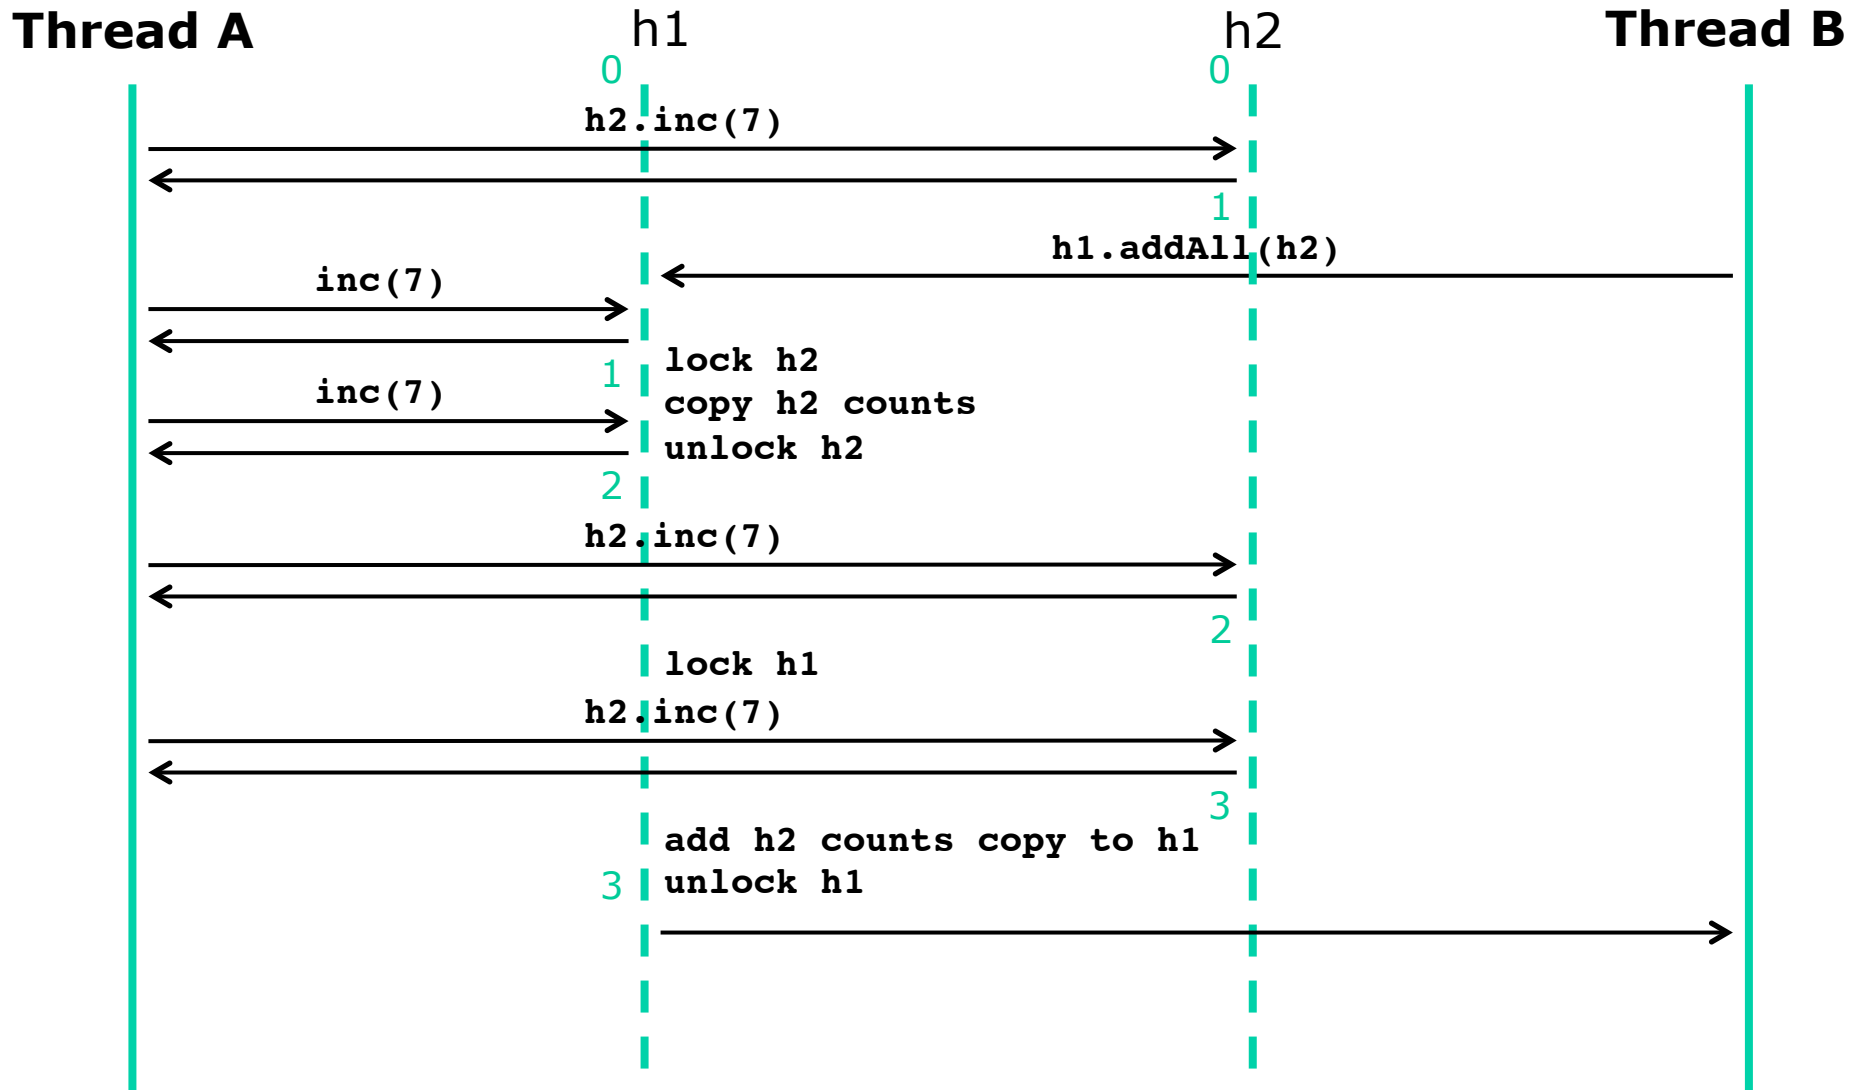 Thread A h1 h2 Thread B
0 0
h2.inc(7)
1
h1.addAll(h2)
inc(7)
lock h2
1
inc(7)
copy h2 counts
unlock h2
2
h2.inc(7)
2
lock h1
h2.inc(7)
3
add h2 counts copy to h1
3 unlock h1